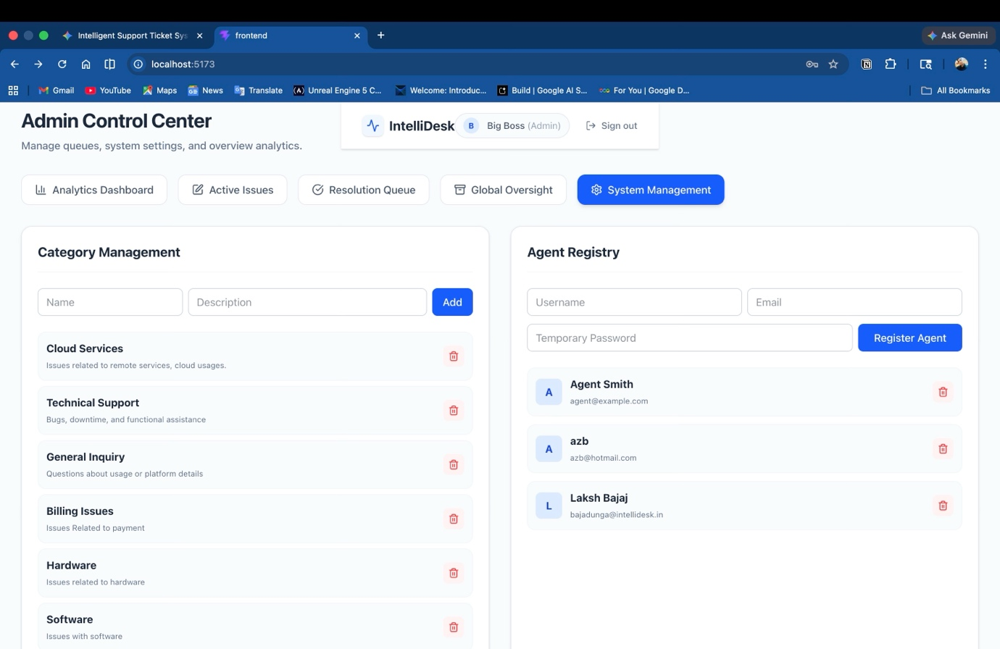 Intelligent Support Ticket Sys
frontend
Ask Gemini
localhost:5173
Gmail
YouTube
Maps
News
Translate
Unreal Engine 5 C...
Welcome: Introduc...
Build | Google AI S...
For You | Google D...
All Bookmarks
Admin Control Center
Manage queues, system settings, and overview analytics.
IntelliDesk
B
Big Boss (Admin)
Sign out
Analytics Dashboard
Active Issues
Resolution Queue
Global Oversight
System Management
Category Management
Name
Description
Add
Cloud Services
Issues related to remote services, cloud usages.
Technical Support
Bugs, downtime, and functional assistance
General Inquiry
Questions about usage or platform details
Billing Issues
Issues Related to payment
Hardware
Issues related to hardware
Software
Issues with software
Agent Registry
Username
Email
Temporary Password
Register Agent
A
Agent Smith
agent@example.com
A
azb
azb@hotmail.com
L
Laksh Bajaj
bajadunga@intellidesk.in